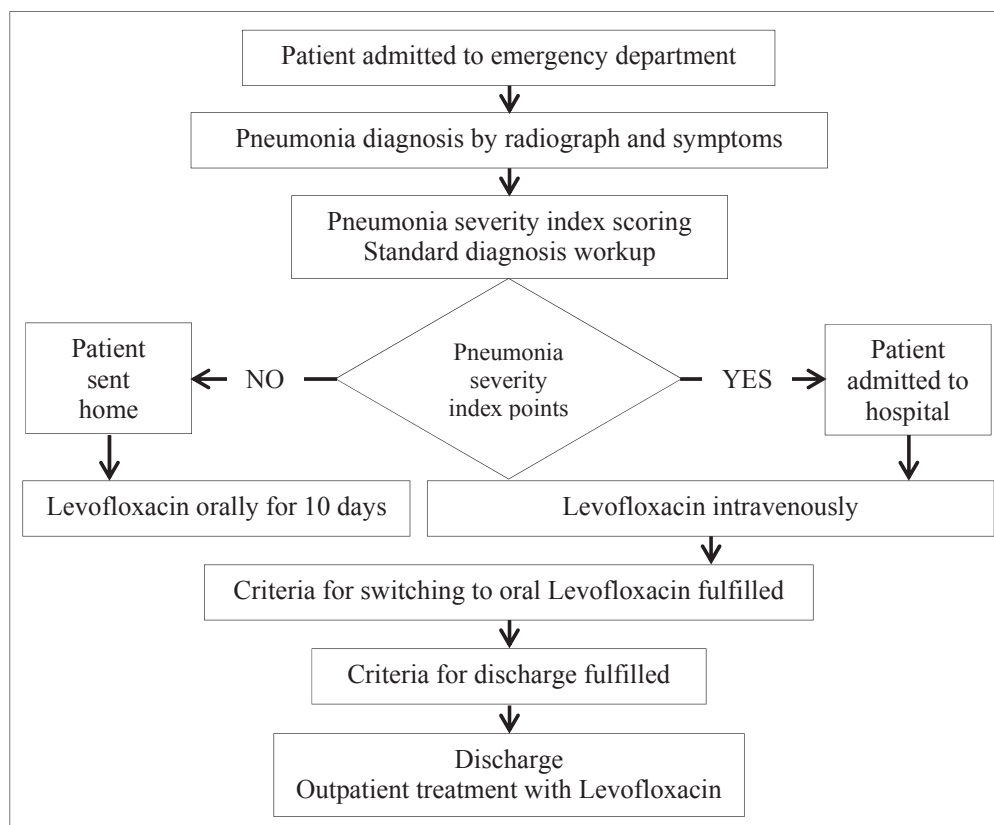 Patient admitted to emergency department
Pneumonia diagnosis by radiograph and symptoms
Pneumonia severity index scoring
Standard diagnosis workup
Patient
sent
home
NO
Pneumonia
severity
index points
YES
Patient
admitted to
hospital
Levofloxacin orally for 10 days
Levofloxacin intravenously
Criteria for switching to oral Levofloxacin fulfilled
Criteria for discharge fulfilled
Discharge
Outpatient treatment with Levofloxacin